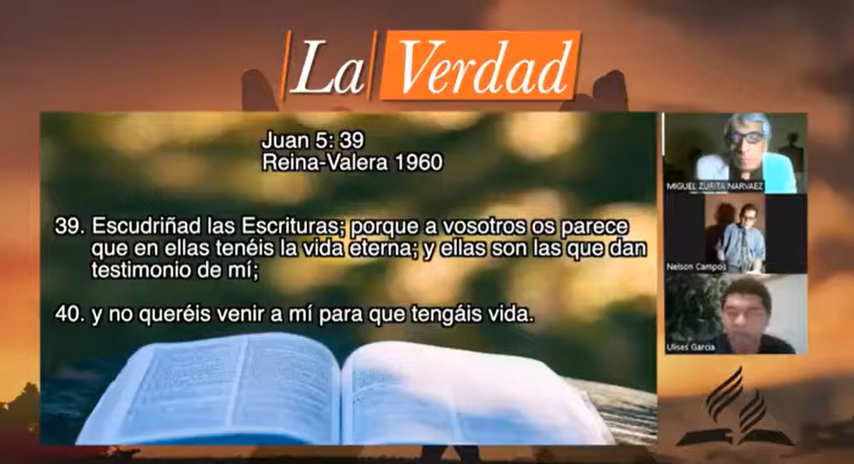 La Verdad
Juan 5: 39
Reina-Valera 1960
39. Escudriñad las Escrituras; porque a vosotros os parece
que en ellas tenéis la vida eterna; y ellas son las que dan
testimonio de mí;
40. y no queréis venir a mí para que tengáis vida.
MIGUEL ZURITA NARVAEZ
Nelson Campos
Ulises Garcia